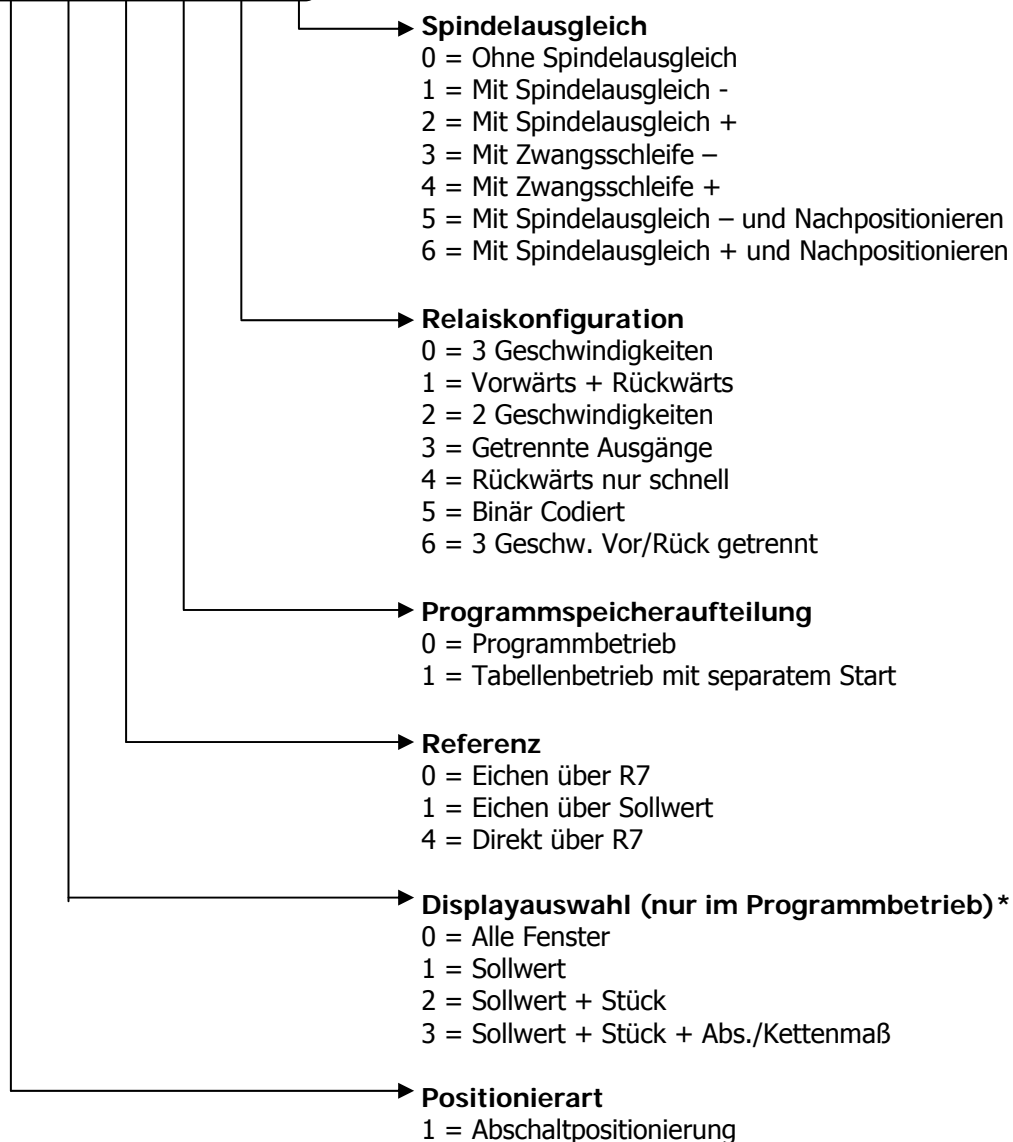 Spindelausgleich
0 = Ohne Spindelausgleich
1 = Mit Spindelausgleich -
2 = Mit Spindelausgleich +
3 = Mit Zwangsschleife –
4 = Mit Zwangsschleife +
5 = Mit Spindelausgleich – und Nachpositionieren
6 = Mit Spindelausgleich + und Nachpositionieren
Relaiskonfiguration
0 = 3 Geschwindigkeiten
1 = Vorwärts + Rückwärts
2 = 2 Geschwindigkeiten
3 = Getrennte Ausgänge
4 = Rückwärts nur schnell
5 = Binär Codiert
6 = 3 Geschw. Vor/Rück getrennt
Programmspeicheraufteilung
0 = Programmbetrieb
1 = Tabellenbetrieb mit separatem Start
Referenz
0 = Eichen über R7
1 = Eichen über Sollwert
4 = Direkt über R7
Displayauswahl (nur im Programmbetrieb)*
0 = Alle Fenster
1 = Sollwert
2 = Sollwert + Stück
3 = Sollwert + Stück + Abs./Kettenmaß
Positionierart
1 = Abschaltpositionierung